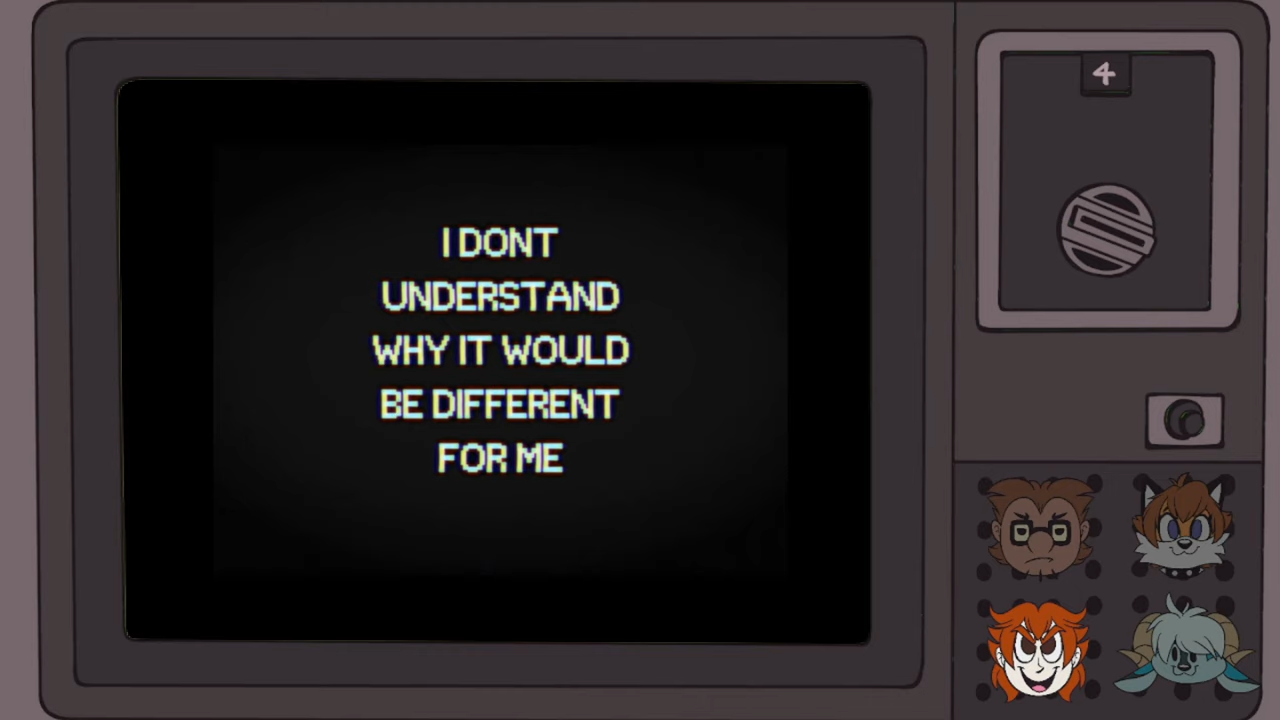 I DONT
UNDERSTAND
WHY IT WOULD
BE DIFFERENT
FOR ME
4